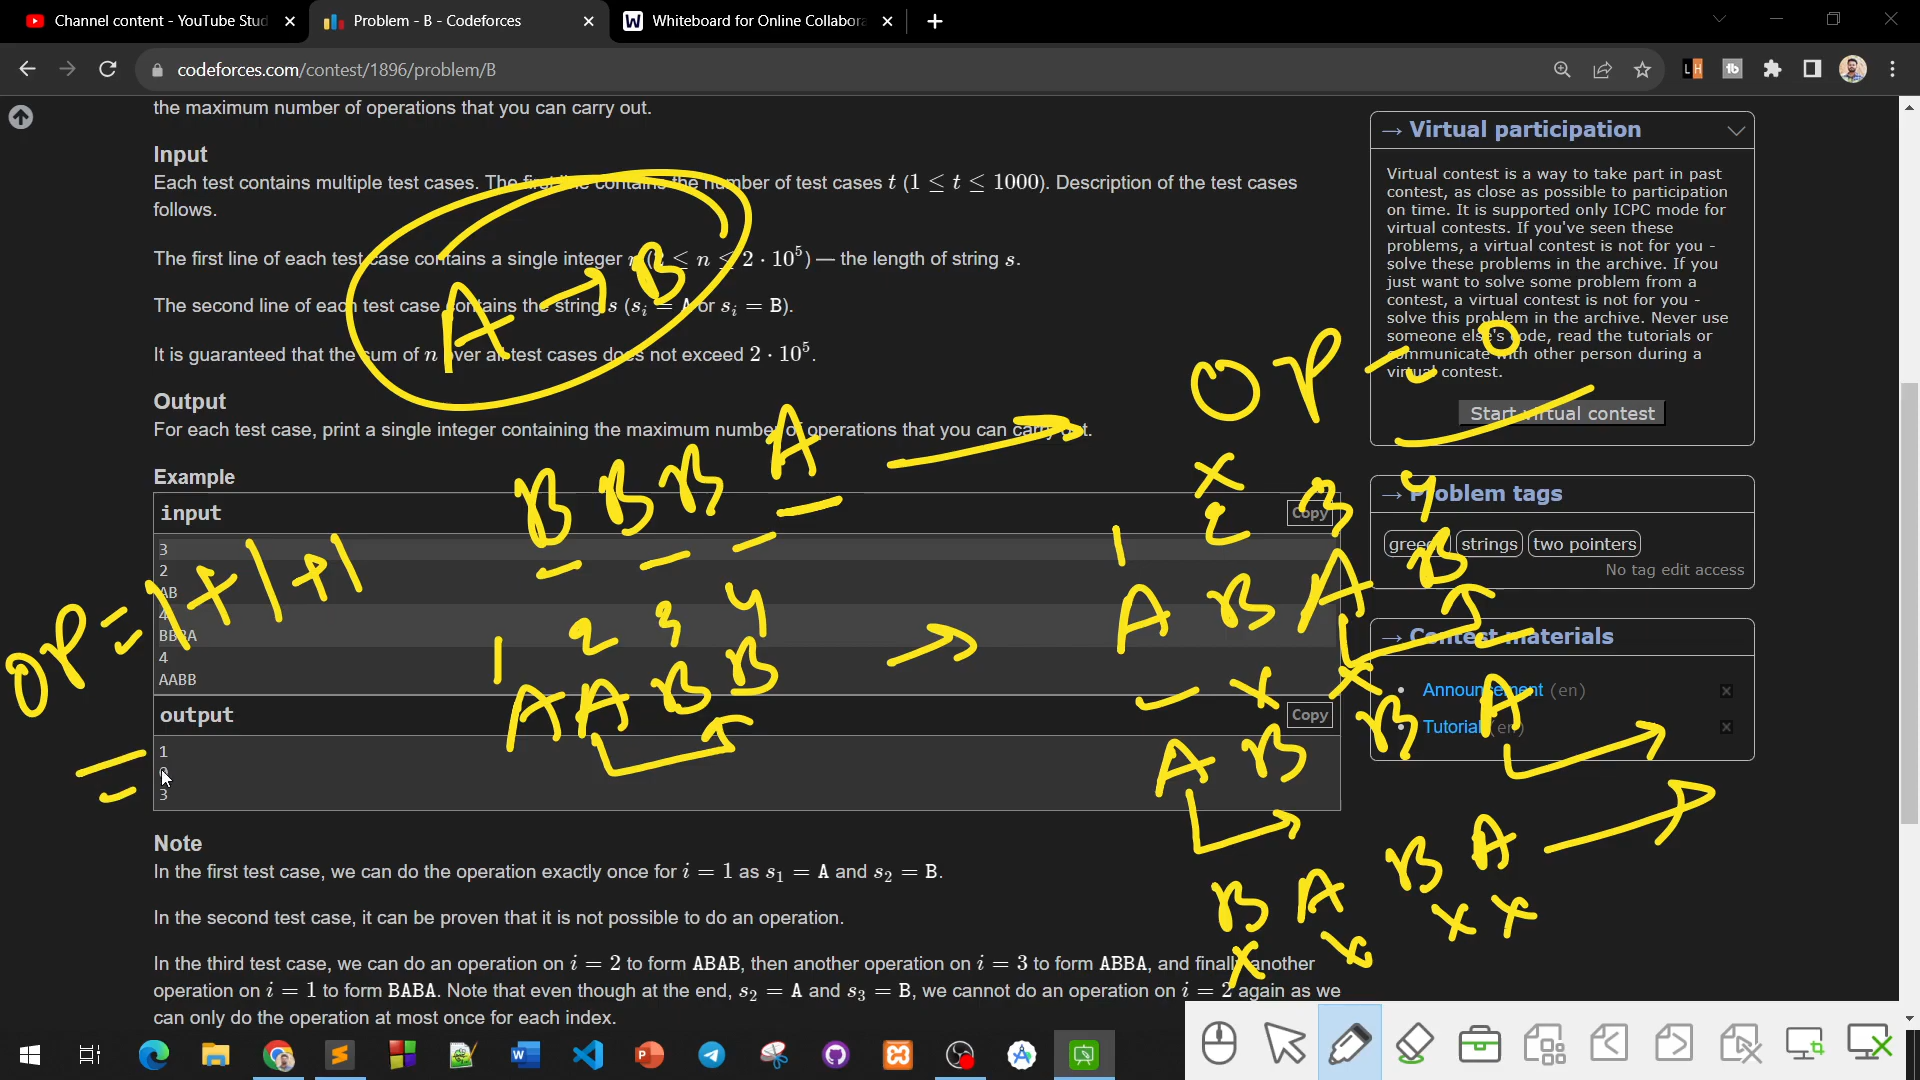 Channel content - YouTube Stud
Problem - B - Codeforces
Whiteboard for Online Collabora
codeforces.com/contest/1896/problem/B
the maximum number of operations that you can carry out.
Input
Each test contains multiple test cases. The first line contains the number of test cases t (1 ≤ t ≤ 1000). Description of the test cases
follows.
The first line of each test case contains a single integer n (2 ≤ n ≤ 2 · 10^5) — the length of string s.
The second line of each test case contains the string s (s_i = A or s_i = B).
It is guaranteed that the sum of n over all test cases does not exceed 2 · 10^5.
A → B
Output
For each test case, print a single integer containing the maximum number of operations that you can carry out.
Example
input
Copy
3
2
AB
4
BBBA
4
AABB
output
Copy
1
0
3
B B B A
OP = 0
OP = 1 + 1 + 1
1 2 3 4
A A B B
1 2 3 4
A B A B
A B B A
B A B A
Note
In the first test case, we can do the operation exactly once for i = 1 as s_1 = A and s_2 = B.
In the second test case, it can be proven that it is not possible to do an operation.
In the third test case, we can do an operation on i = 2 to form ABAB, then another operation on i = 3 to form ABBA, and finally another
operation on i = 1 to form BABA. Note that even though at the end, s_2 = A and s_3 = B, we cannot do an operation on i = 2 again as we
can only do the operation at most once for each index.
→ Virtual participation
Virtual contest is a way to take part in past
contest, as close as possible to participation
on time. It is supported only ICPC mode for
virtual contests. If you've seen these
problems, a virtual contest is not for you -
solve these problems in the archive. If you
just want to solve some problem from a
contest, a virtual contest is not for you -
solve this problem in the archive. Never use
someone else's code, read the tutorials or
communicate with other person during a
virtual contest.
Start virtual contest
→ Problem tags
greedy strings two pointers
No tag edit access
→ Contest materials
Announcement (en)
Tutorial (en)